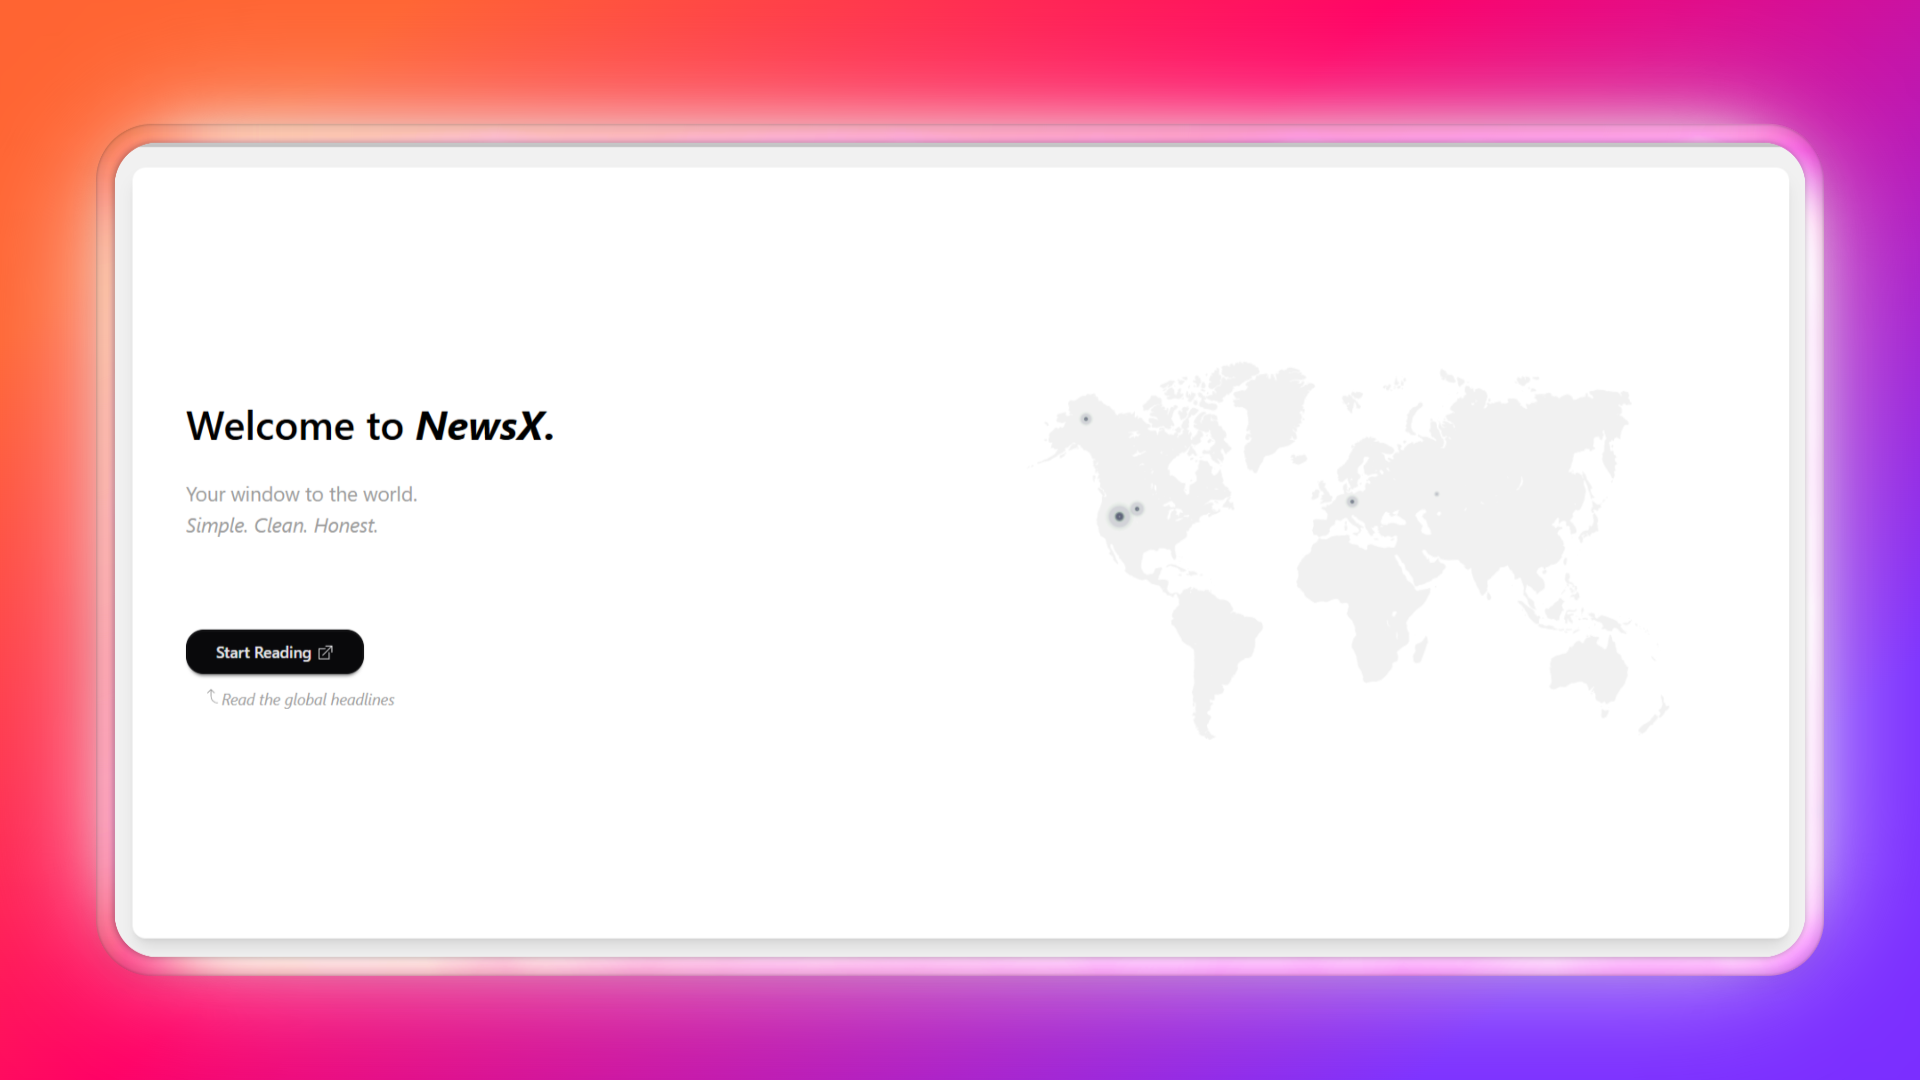 Welcome to NewsX.
Your window to the world.
Simple. Clean. Honest.
Start Reading
Read the global headlines